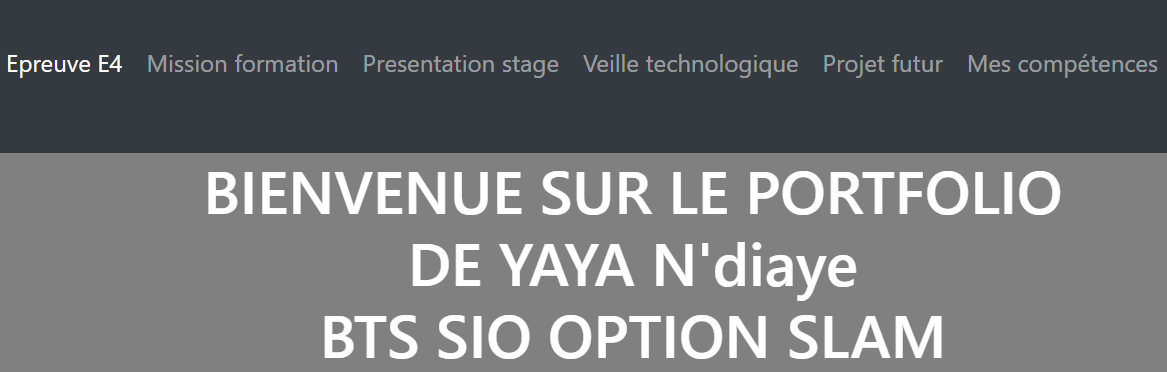 Epreuve E4 Mission formation Presentation stage Veille technologique Projet futur Mes compétences
BIENVENUE SUR LE PORTFOLIO
DE YAYA N'diaye
BTS SIO OPTION SLAM